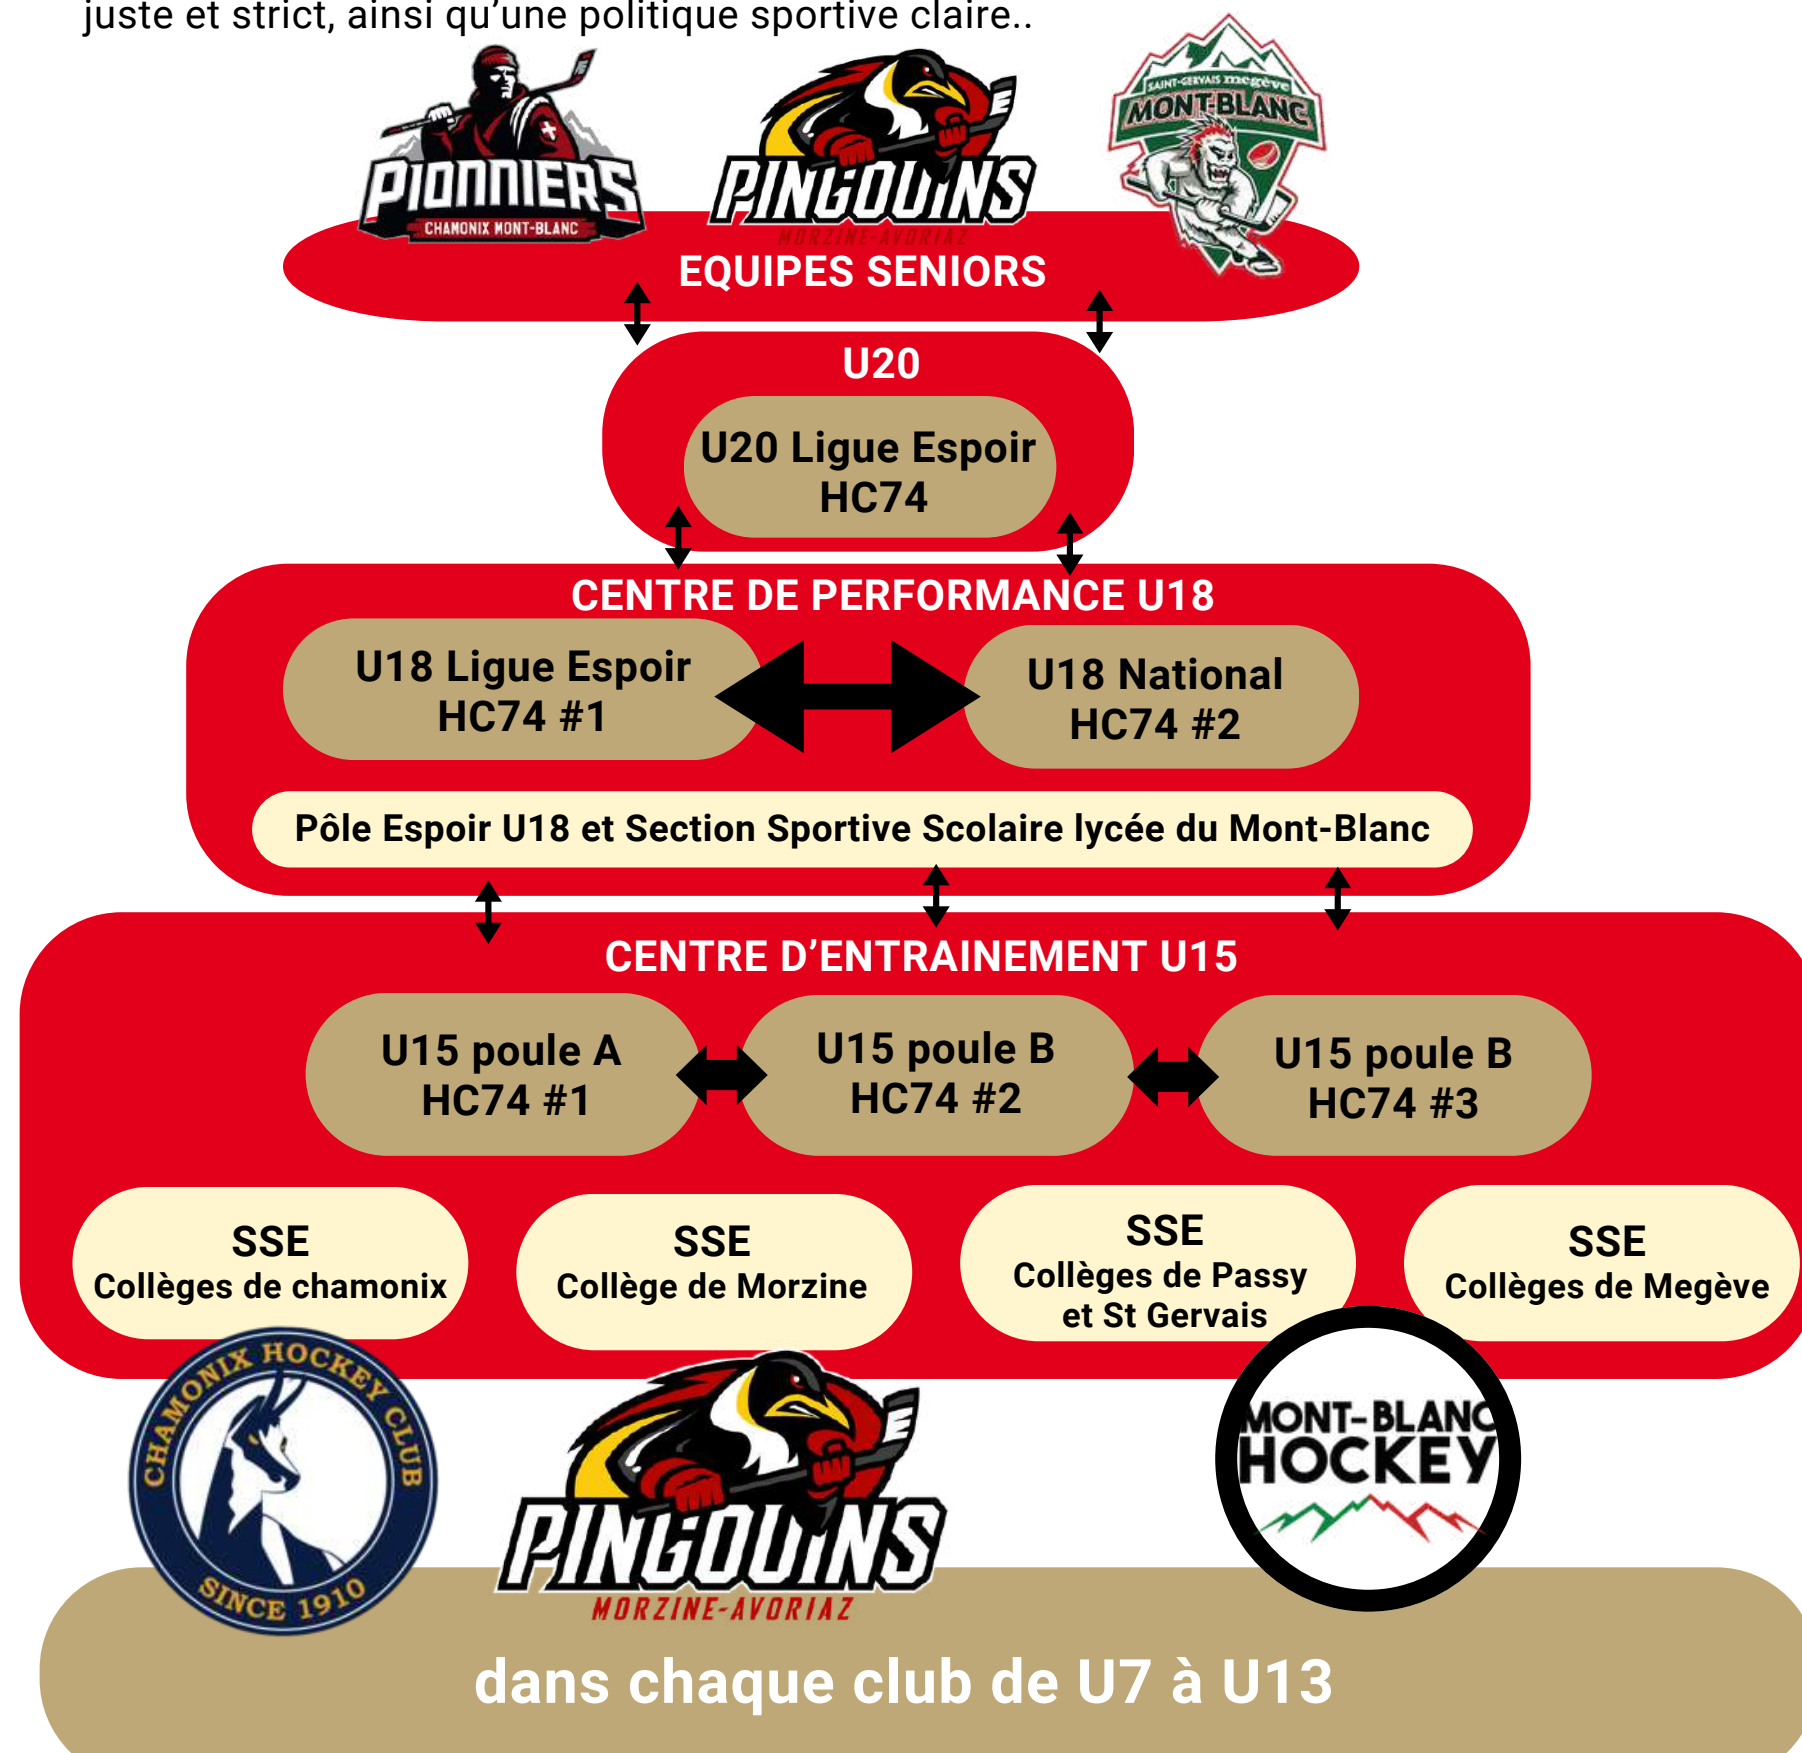 juste et strict, ainsi qu'une politique sportive claire..
PIONNIERS
CHAMONIX MONT-BLANC
PINGOUINS
MORZINE-AVORIAZ
SAINT-GERVAIS megève
MONT-BLANC
EQUIPES SENIORS
U20
U20 Ligue Espoir
HC74
CENTRE DE PERFORMANCE U18
U18 Ligue Espoir
HC74 #1
U18 National
HC74 #2
Pôle Espoir U18 et Section Sportive Scolaire lycée du Mont-Blanc
CENTRE D'ENTRAINEMENT U15
U15 poule A
HC74 #1
U15 poule B
HC74 #2
U15 poule B
HC74 #3
SSE
Collèges de chamonix
SSE
Collège de Morzine
SSE
Collèges de Passy
et St Gervais
SSE
Collèges de Megève
CHAMONIX HOCKEY CLUB
SINCE 1910
PINGOUINS
MORZINE-AVORIAZ
MONT-BLANC
HOCKEY
dans chaque club de U7 à U13